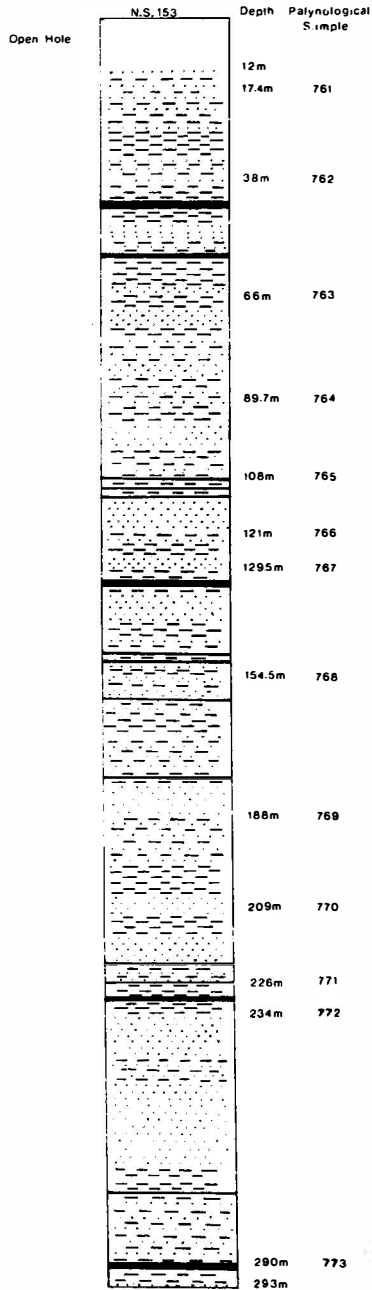 N.S. 153 Depth Palynological
Sample
Open Hole
12m
17.4m 761
38m 762
66m 763
89.7m 764
108m 765
121m 766
1295m 767
154.5m 768
188m 769
209m 770
226m 771
234m 772
290m 773
293m